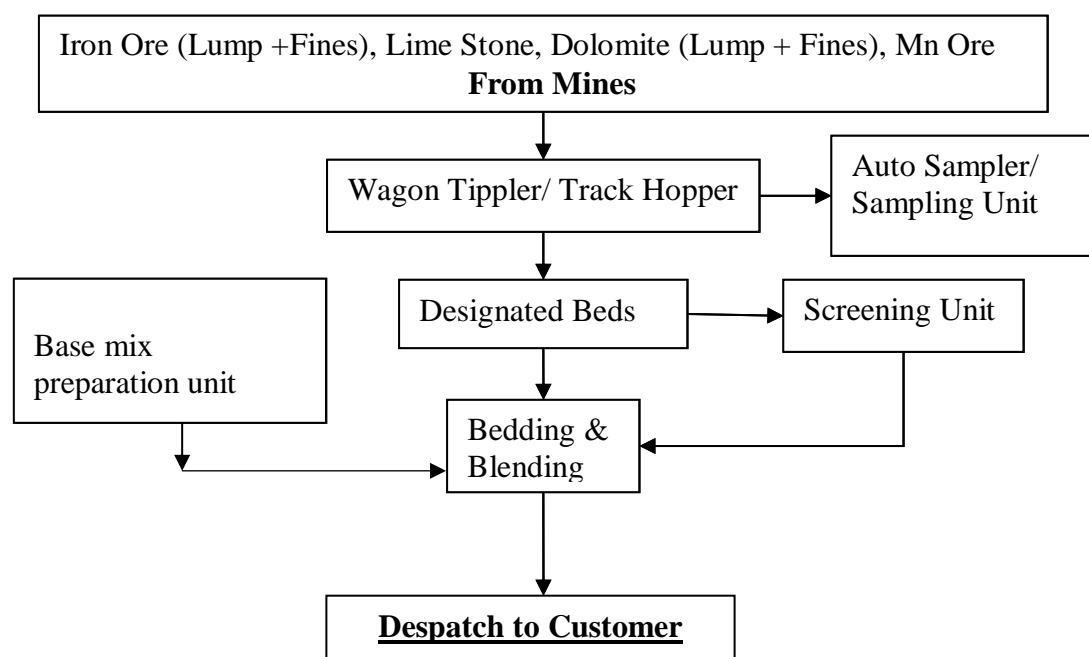 Iron Ore (Lump +Fines), Lime Stone, Dolomite (Lump + Fines), Mn Ore
From Mines
Wagon Tippler/ Track Hopper
Auto Sampler/
Sampling Unit
Designated Beds
Screening Unit
Base mix
preparation unit
Bedding &
Blending
Despatch to Customer